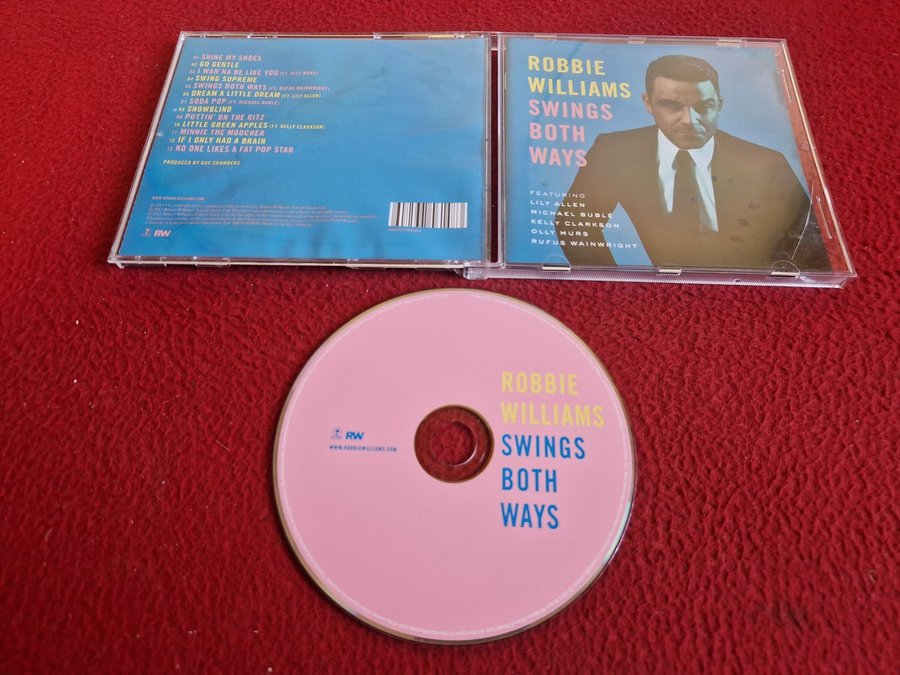 01 SHINE MY SHOES
02 GO GENTLE
03 I WAN'NA BE LIKE YOU (FT. OLLY MURS)
04 SWING SUPREME
05 SWINGS BOTH WAYS (FT. RUFUS WAINWRIGHT)
06 DREAM A LITTLE DREAM (FT. LILY ALLEN)
07 SODA POP (FT. MICHAEL BUBLÉ)
08 SNOWBLIND
09 PUTTIN' ON THE RITZ
10 LITTLE GREEN APPLES (FT. KELLY CLARKSON)
11 MINNIE THE MOOCHER
12 IF I ONLY HAD A BRAIN
13 NO ONE LIKES A FAT POP STAR
PRODUCED BY GUY CHAMBERS
WWW.ROBBIEWILLIAMS.COM
RW
ROBBIE
WILLIAMS
SWINGS
BOTH
WAYS
FEATURING
LILY ALLEN
MICHAEL BUBLÉ
KELLY CLARKSON
OLLY MURS
RUFUS WAINWRIGHT
ROBBIE
WILLIAMS
SWINGS
BOTH
WAYS
RW
WWW.ROBBIEWILLIAMS.COM